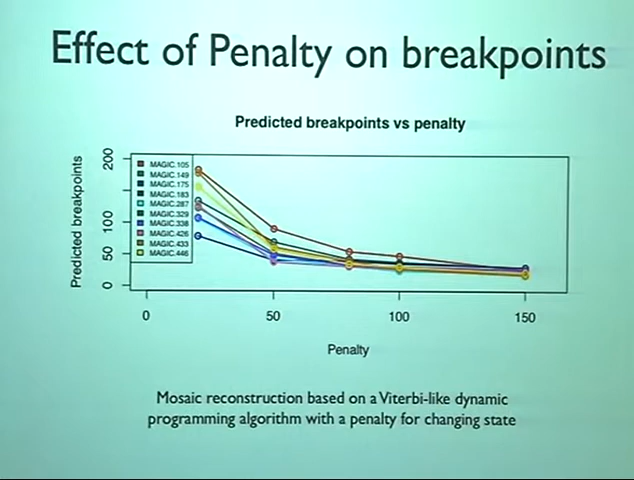 Effect of Penalty on breakpoints
Predicted breakpoints vs penalty
Predicted breakpoints
200
100
50
0
MAGIC.105
MAGIC.149
MAGIC.175
MAGIC.183
MAGIC.287
MAGIC.329
MAGIC.338
MAGIC.426
MAGIC.433
MAGIC.446
0
50
100
150
Penalty
Mosaic reconstruction based on a Viterbi-like dynamic
programming algorithm with a penalty for changing state